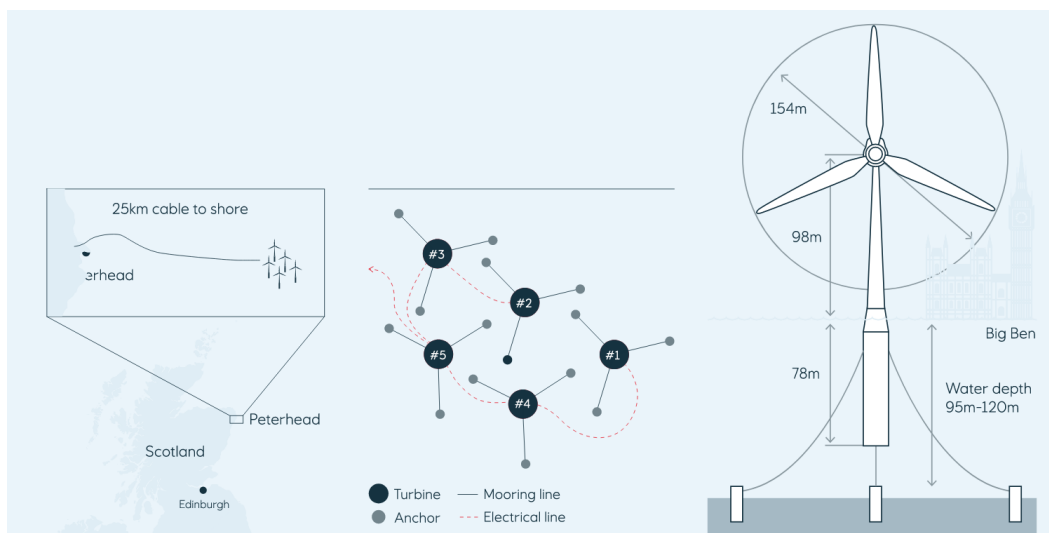 25km cable to shore
erhead
Peterhead
Scotland
Edinburgh
#3
#2
#1
#5
#4
Turbine
Mooring line
Anchor
Electrical line
154m
98m
Big Ben
78m
Water depth
95m-120m